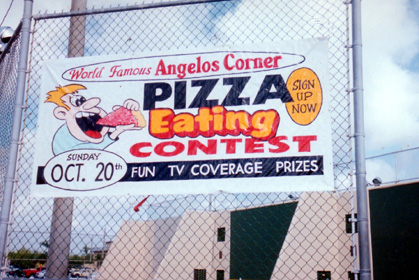 World Famous Angelos Corner
PIZZA
SIGN UP NOW
Eating
CONTEST
SUNDAY
OCT. 20th
FUN TV COVERAGE PRIZES